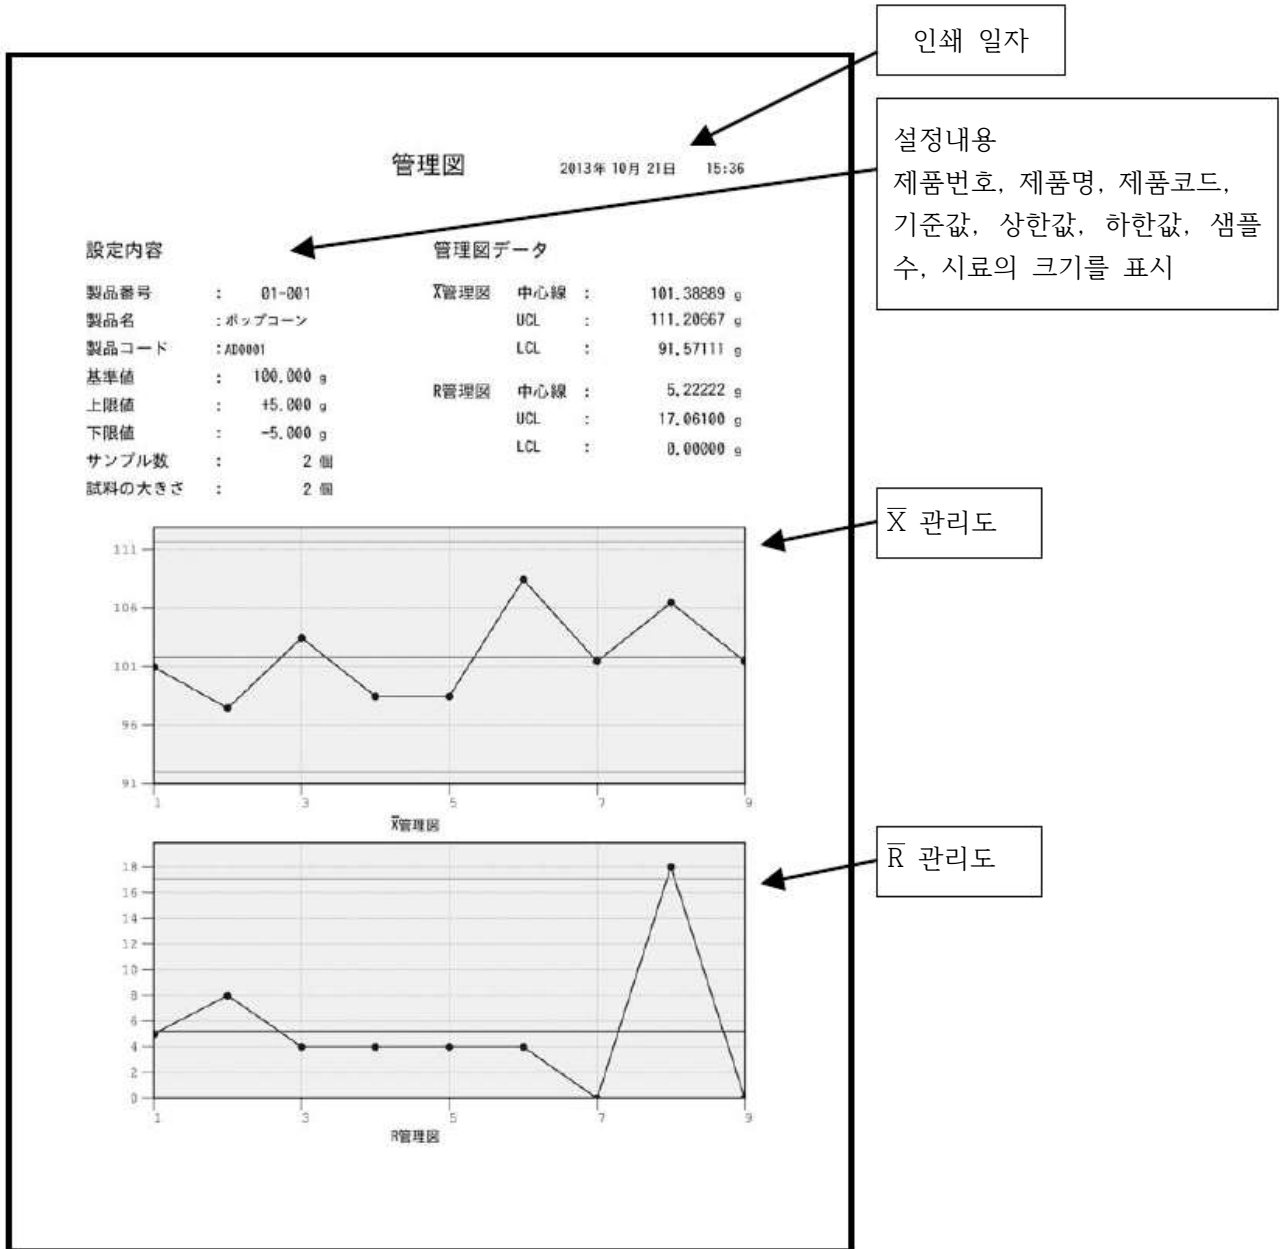 인쇄 일자
管理図 2013年 10月 21日 15:36
설정내용
제품번호, 제품명, 제품코드,
기준값, 상한값, 하한값, 샘플
수, 시료의 크기를 표시
設定内容
製品番号 : 01-001
製品名 :ポップコーン
製品コード :AD0001
基準値 : 100.000 g
上限値 : +5.000 g
下限値 : -5.000 g
サンプル数 : 2 個
試料の大きさ : 2 個
管理図データ
X̅管理図 中心線 : 101.38889 g
UCL : 111.20667 g
LCL : 91.57111 g
R管理図 中心線 : 5.22222 g
UCL : 17.06100 g
LCL : 0.00000 g
X̅ 관리도
111
106
101
96
91
1 3 5 7 9
X̅管理図
R̅ 관리도
18
16
14
12
10
8
6
4
2
0
1 3 5 7 9
R管理図